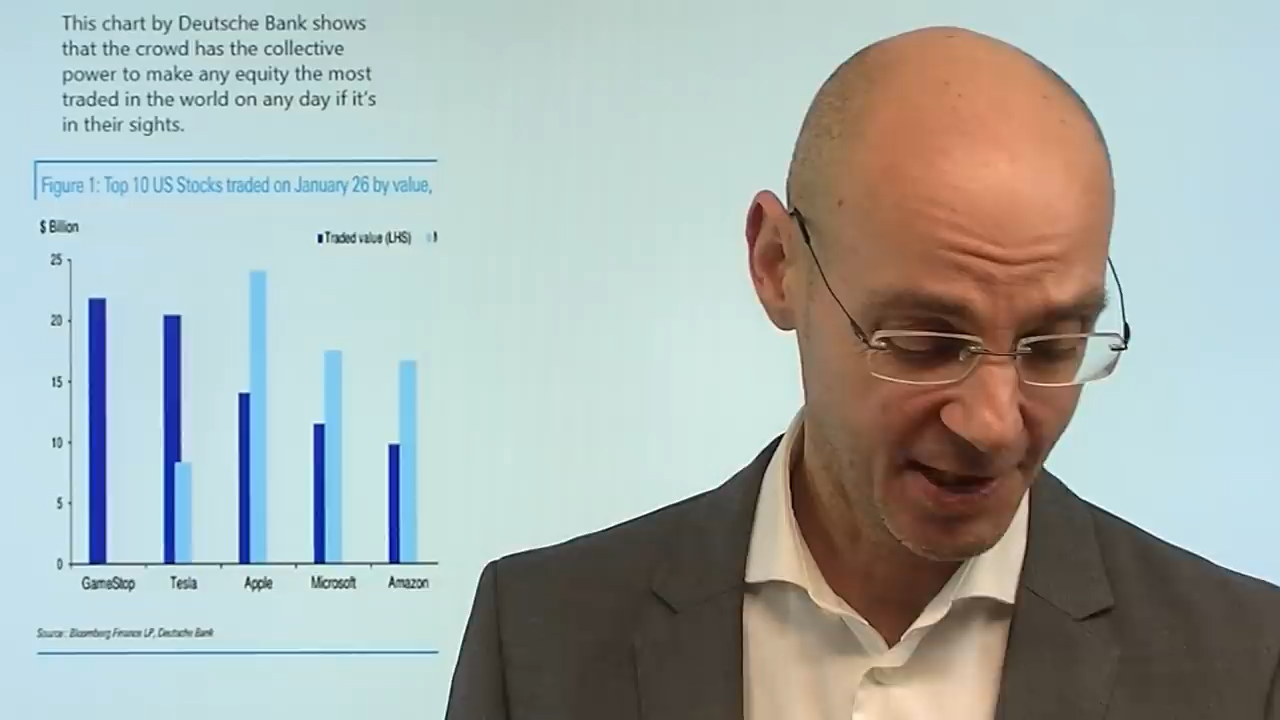 This chart by Deutsche Bank shows
that the crowd has the collective
power to make any equity the most
traded in the world on any day if it's
in their sights.
Figure 1: Top 10 US Stocks traded on January 26 by value,
$ Billion
Traded value (LHS)
25
20
15
10
5
0
GameStop Tesla Apple Microsoft Amazon
Source: Bloomberg Finance LP, Deutsche Bank